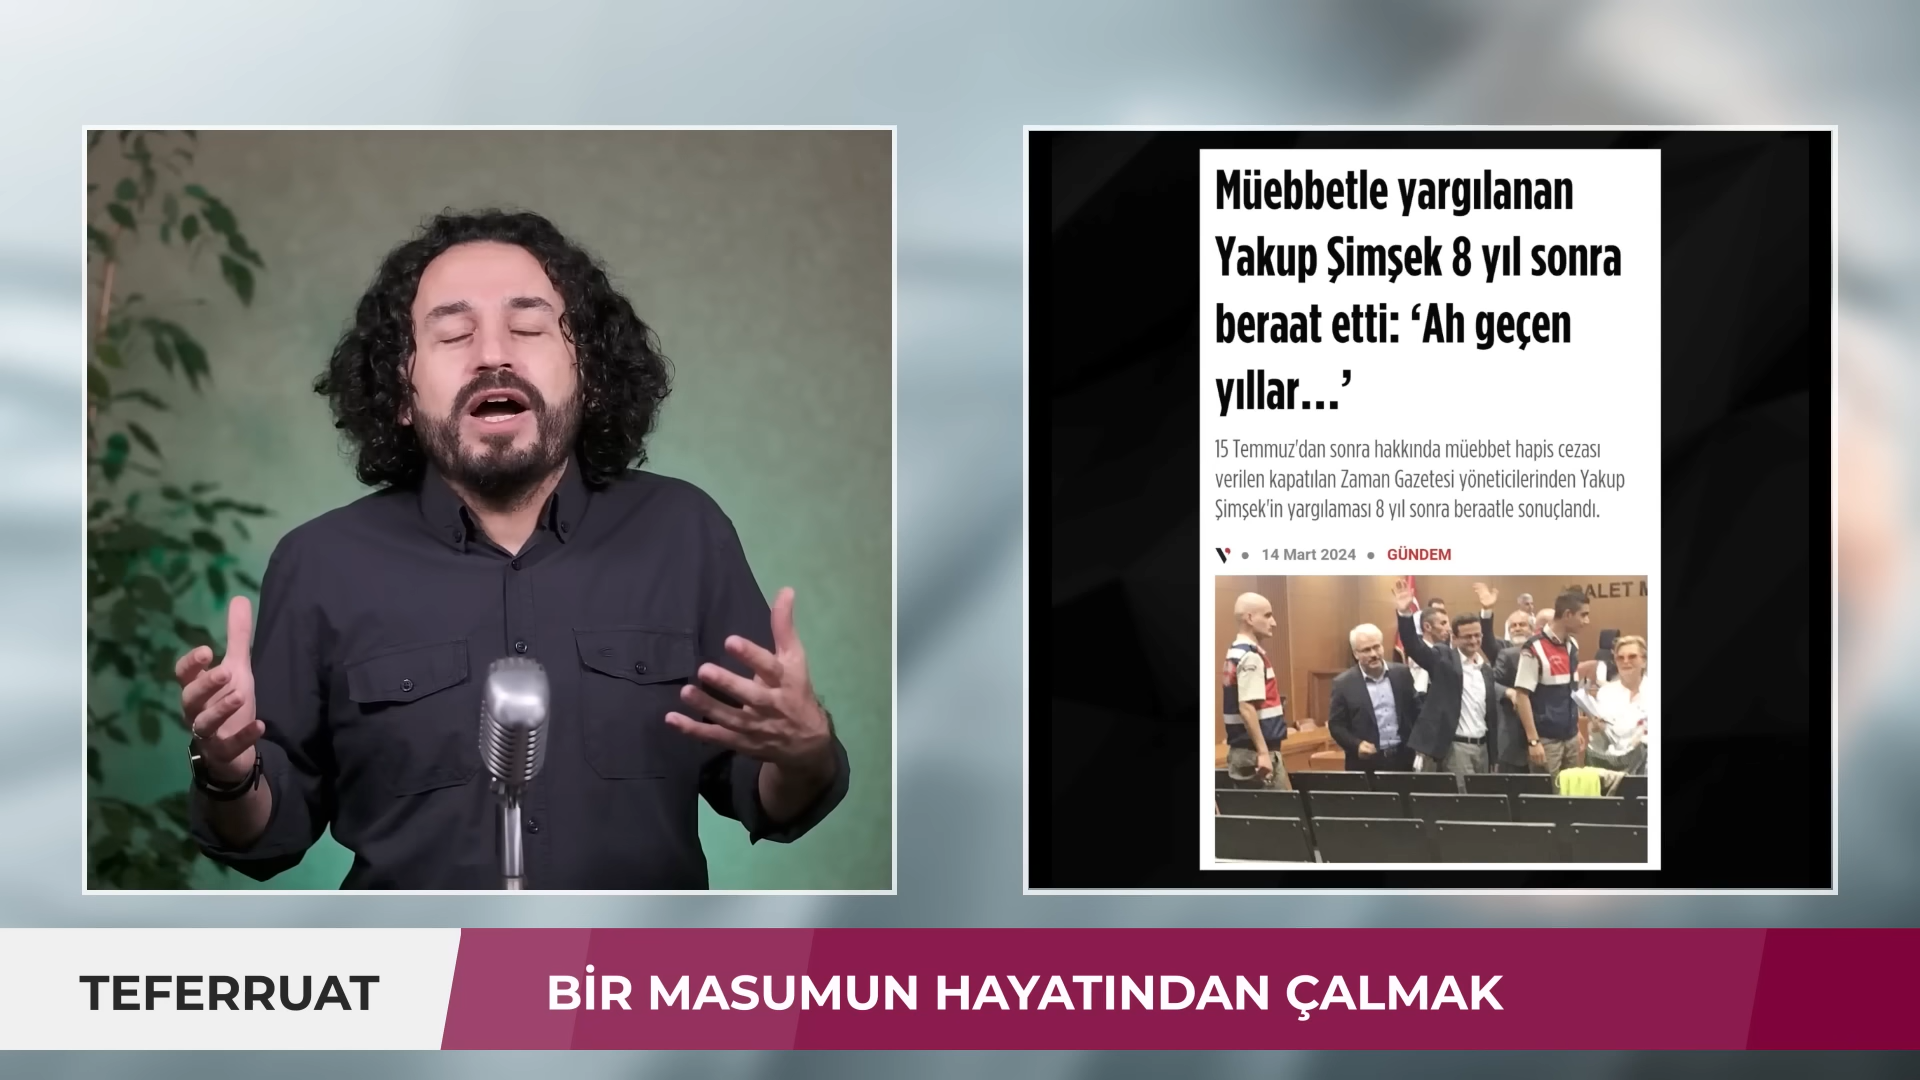 Müebbetle yargılanan
Yakup Şimşek 8 yıl sonra
beraat etti: ‘Ah geçen
yıllar...’
15 Temmuz'dan sonra hakkında müebbet hapis cezası
verilen kapatılan Zaman Gazetesi yöneticilerinden Yakup
Şimşek'in yargılaması 8 yıl sonra beraatle sonuçlandı.
14 Mart 2024 • GÜNDEM
TEFERRUAT
BİR MASUMUN HAYATINDAN ÇALMAK